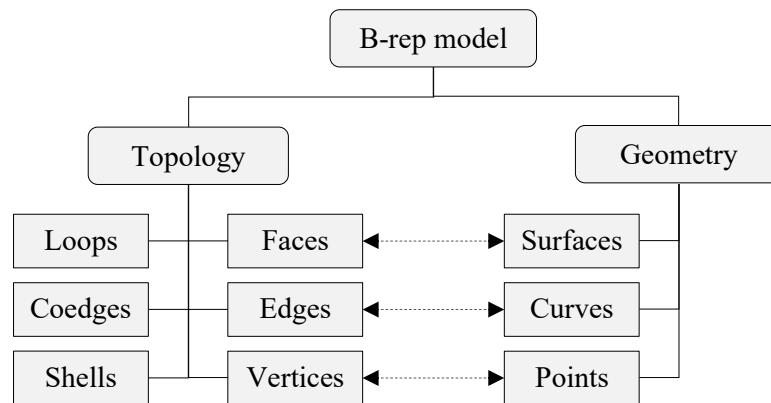 B-rep model
Topology
Geometry
Loops
Faces
Surfaces
Coedges
Edges
Curves
Shells
Vertices
Points